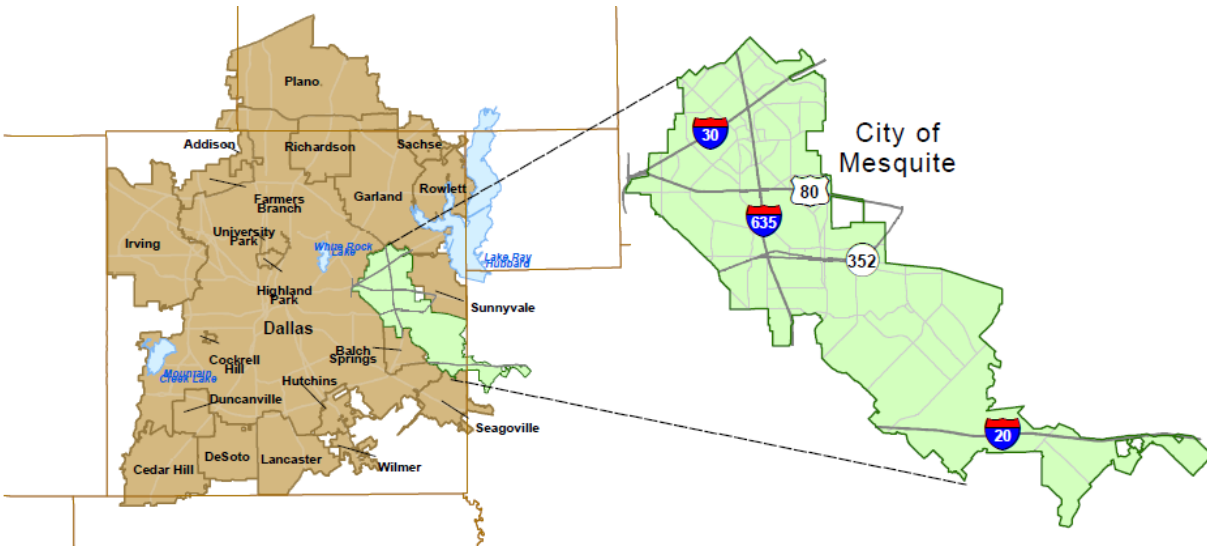 Plano
Addison
Richardson
Sachse
Garland
Rowlett
Farmers
Branch
University
Park
Irving
White Rock
Lake
Lake Ray
Hubbard
Highland
Park
Sunnyvale
Dallas
Balch
Springs
Cockrell
Hill
Mountain
Creek Lake
Hutchins
Duncanville
Seagoville
Cedar Hill
DeSoto
Lancaster
Wilmer
City of
Mesquite
30
80
635
352
20